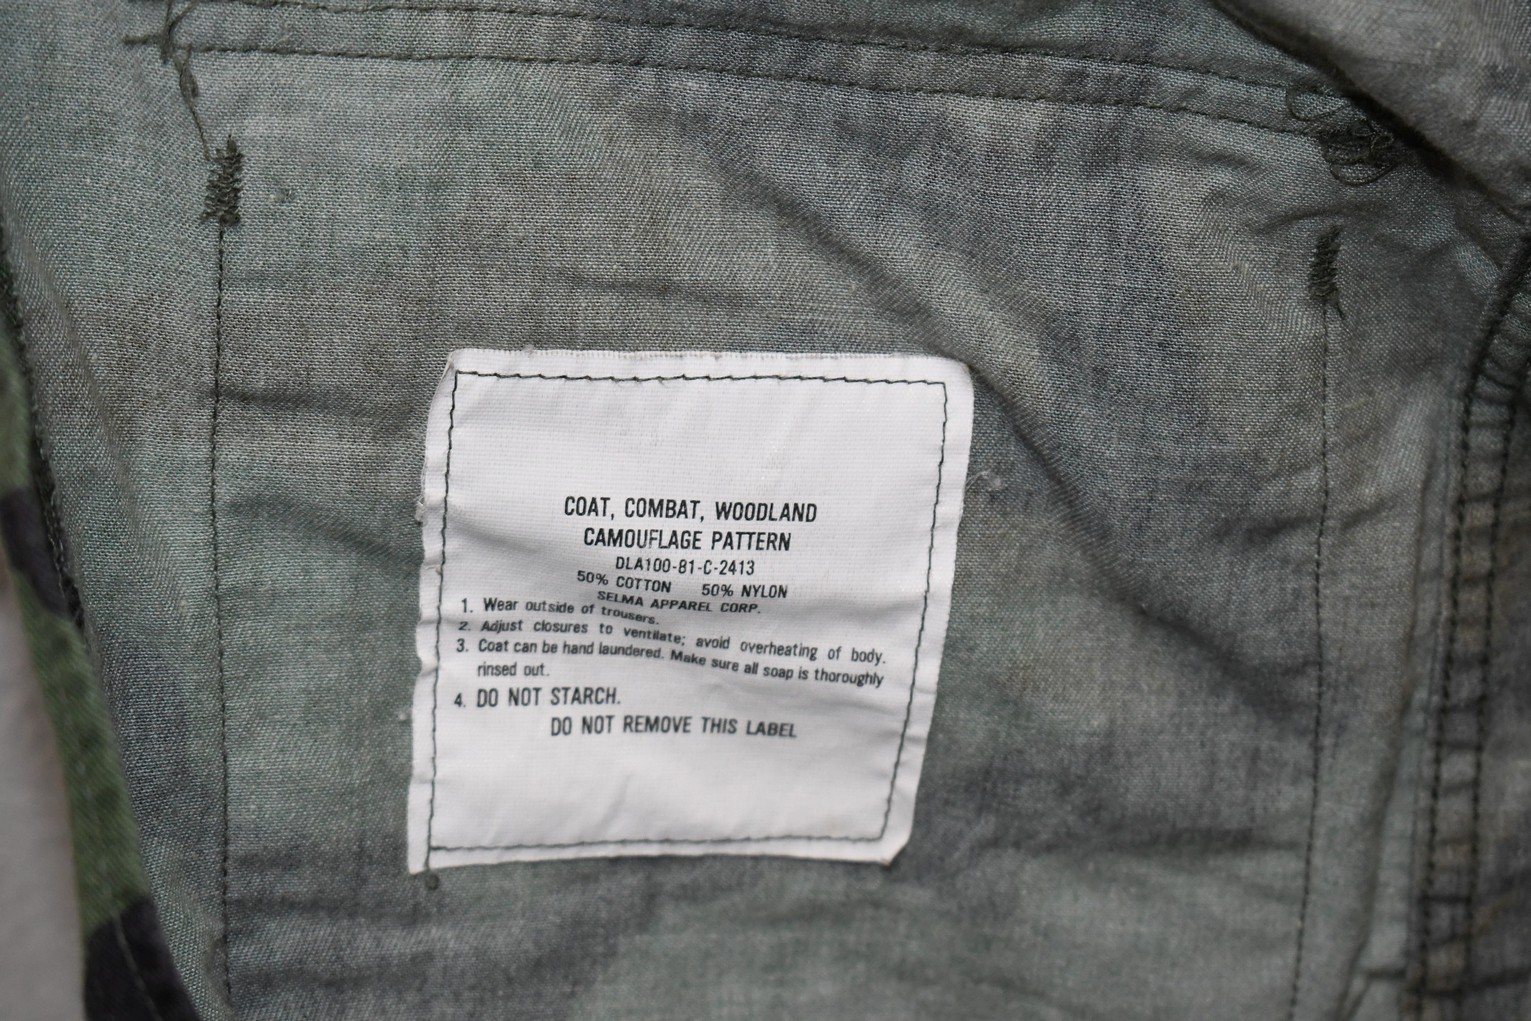 COAT, COMBAT, WOODLAND
CAMOUFLAGE PATTERN
DLA100-81-C-2413
50% COTTON 50% NYLON
SELMA APPAREL CORP.
1. Wear outside of trousers.
2. Adjust closures to ventilate; avoid overheating of body.
3. Coat can be hand laundered. Make sure all soap is thoroughly
rinsed out.
4. DO NOT STARCH.
DO NOT REMOVE THIS LABEL